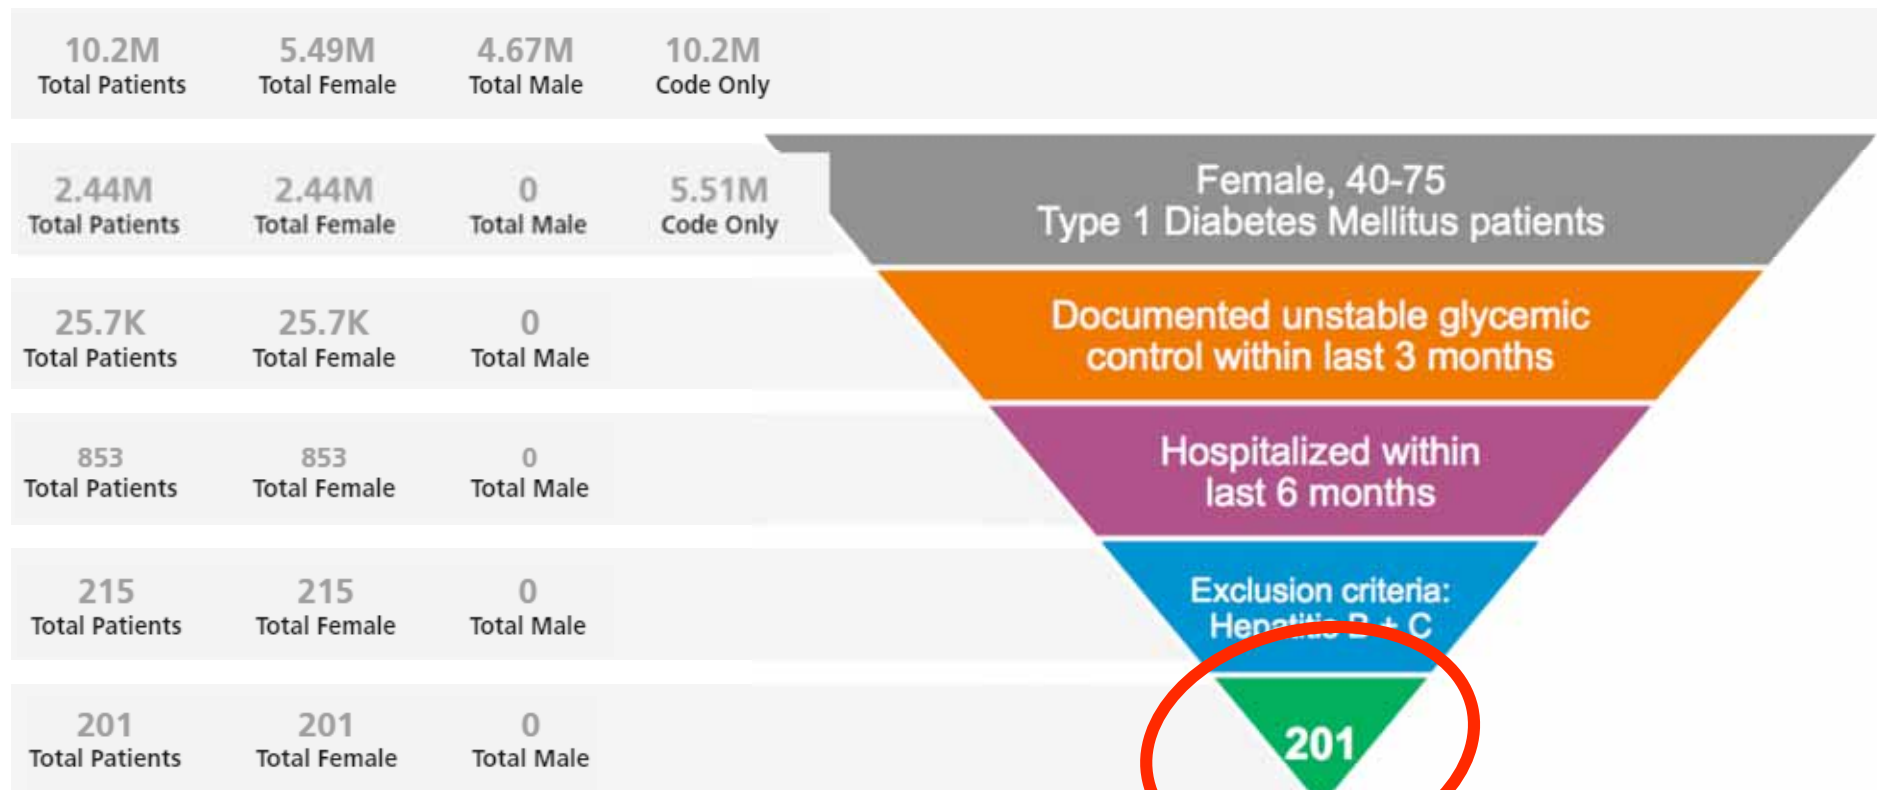 10.2M 5.49M 4.67M 10.2M
Total Patients Total Female Total Male Code Only
2.44M 2.44M 0 5.51M
Total Patients Total Female Total Male Code Only
Female, 40-75
Type 1 Diabetes Mellitus patients
25.7K 25.7K 0
Total Patients Total Female Total Male
Documented unstable glycemic
control within last 3 months
853 853 0
Total Patients Total Female Total Male
Hospitalized within
last 6 months
215 215 0
Total Patients Total Female Total Male
Exclusion criteria:
Hepatitis B + C
201 201 0
Total Patients Total Female Total Male
201